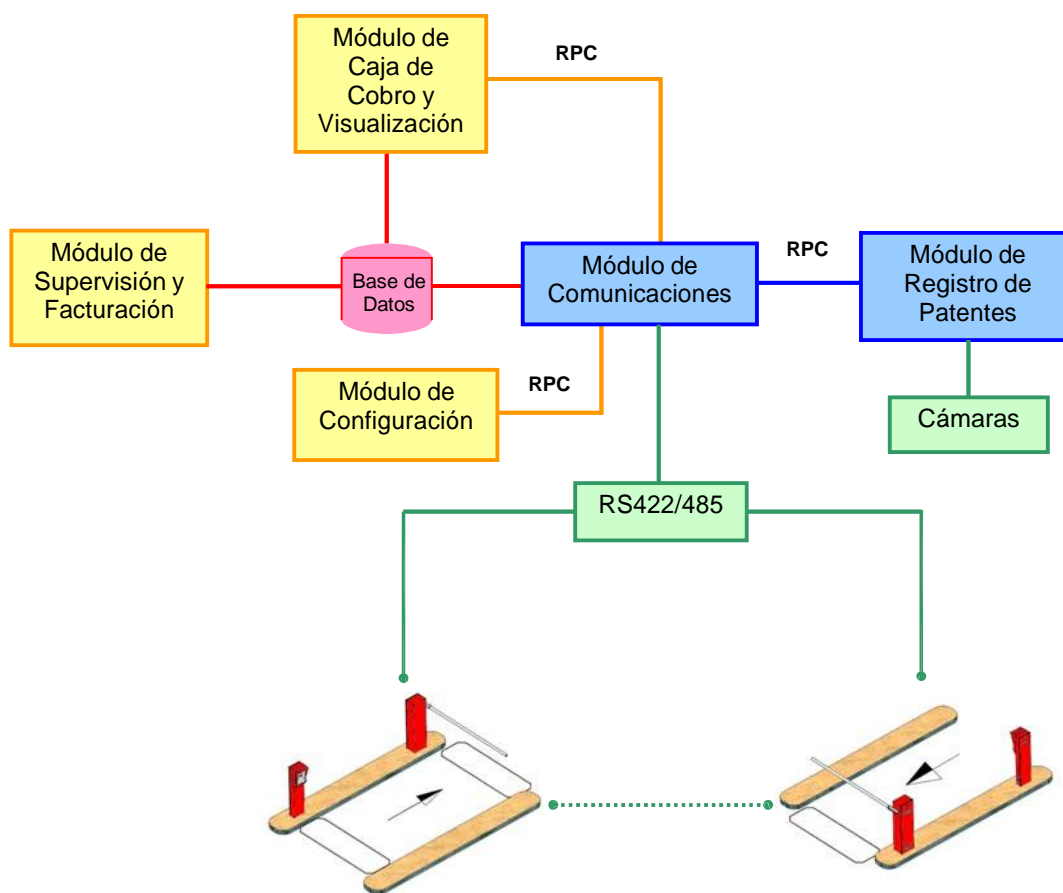 Módulo de
Caja de
Cobro y
Visualización
RPC
Módulo de
Supervisión y
Facturación
Base de
Datos
Módulo de
Comunicaciones
RPC
Módulo de
Registro de
Patentes
Módulo de
Configuración
RPC
Cámaras
RS422/485